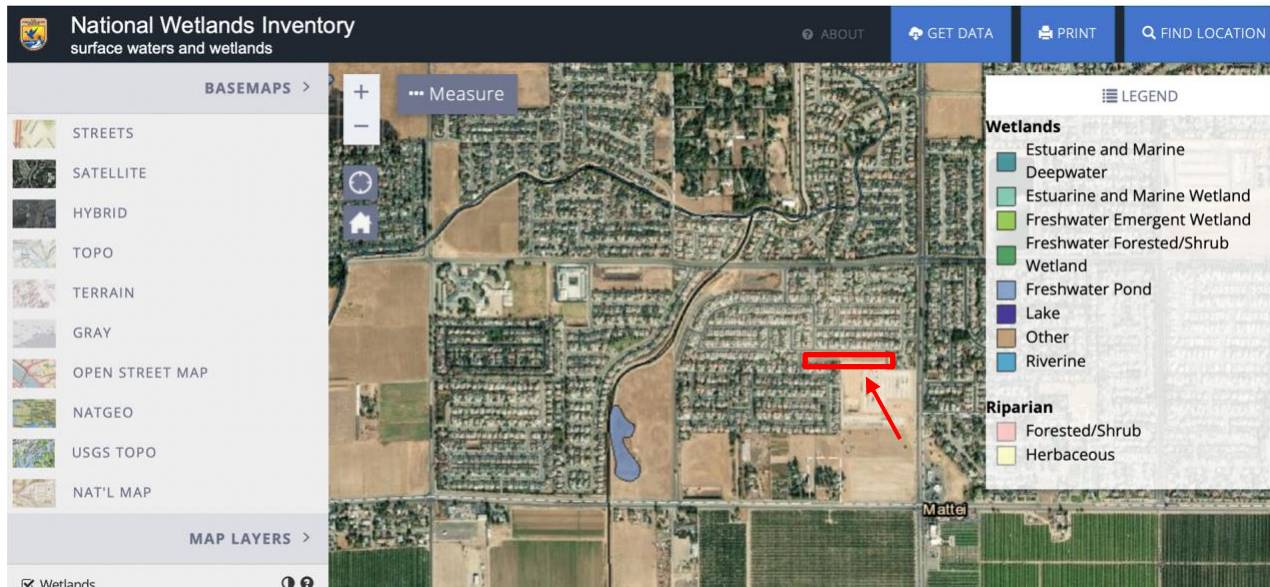 National Wetlands Inventory
surface waters and wetlands
ABOUT
GET DATA
PRINT
FIND LOCATION
BASEMAPS >
STREETS
SATELLITE
HYBRID
TOPO
TERRAIN
GRAY
OPEN STREET MAP
NATGEO
USGS TOPO
NAT'L MAP
MAP LAYERS >
Wetlands
+
Measure
−
Mattei
LEGEND
Wetlands
Estuarine and Marine
Deepwater
Estuarine and Marine Wetland
Freshwater Emergent Wetland
Freshwater Forested/Shrub
Wetland
Freshwater Pond
Lake
Other
Riverine
Riparian
Forested/Shrub
Herbaceous